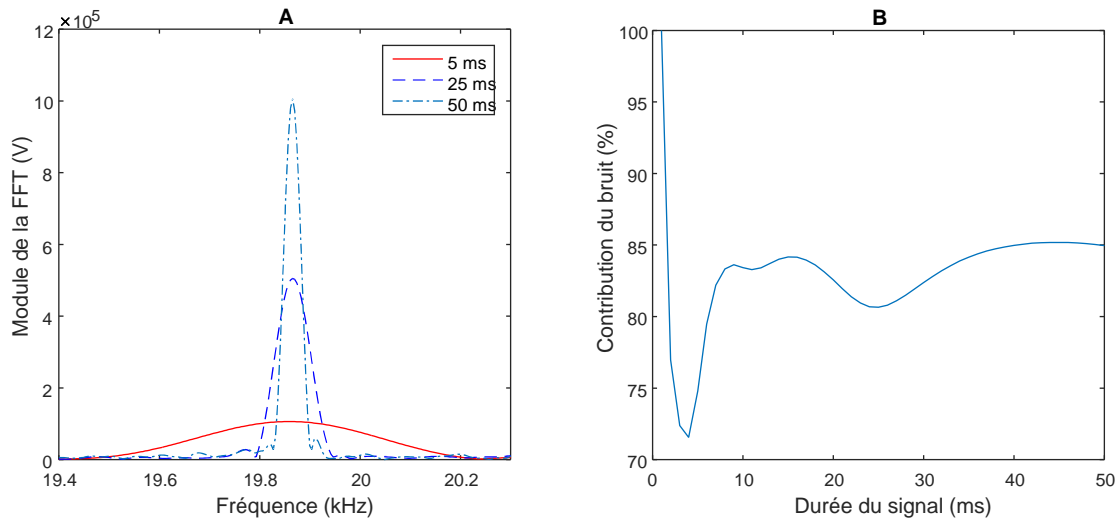 A
×10⁵
12
10
8
6
4
2
0
19.4
19.6
19.8
20
20.2
Module de la FFT (V)
Fréquence (kHz)
5 ms
25 ms
50 ms
B
100
95
90
85
80
75
70
0
10
20
30
40
50
Contribution du bruit (%)
Durée du signal (ms)